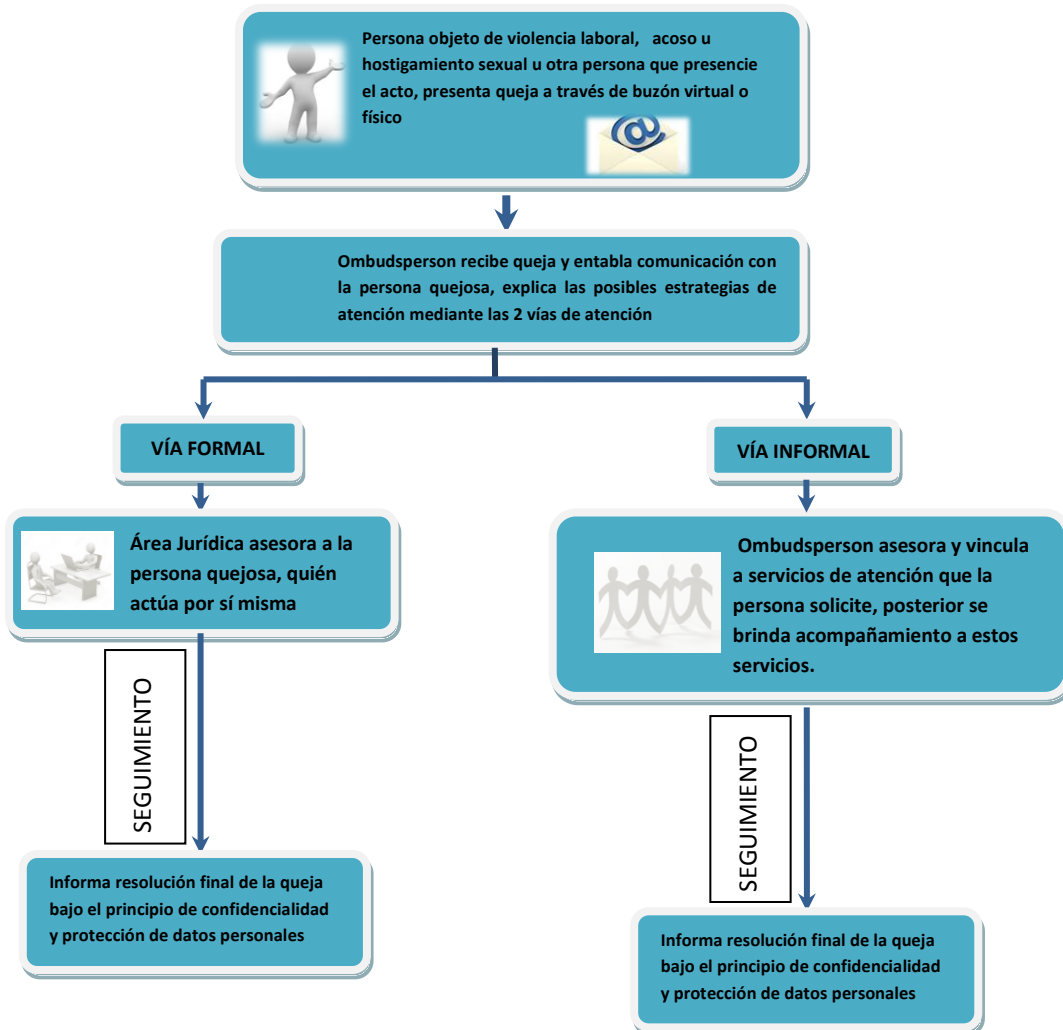 Persona objeto de violencia laboral, acoso u
hostigamiento sexual u otra persona que presencie
el acto, presenta queja a través de buzón virtual o
físico
Ombudsperson recibe queja y entabla comunicación con
la persona quejosa, explica las posibles estrategias de
atención mediante las 2 vías de atención
VÍA FORMAL
Área Jurídica asesora a la
persona quejosa, quién
actúa por sí misma
SEGUIMIENTO
Informa resolución final de la queja
bajo el principio de confidencialidad
y protección de datos personales
VÍA INFORMAL
Ombudsperson asesora y vincula
a servicios de atención que la
persona solicite, posterior se
brinda acompañamiento a estos
servicios.
SEGUIMIENTO
Informa resolución final de la queja
bajo el principio de confidencialidad
y protección de datos personales